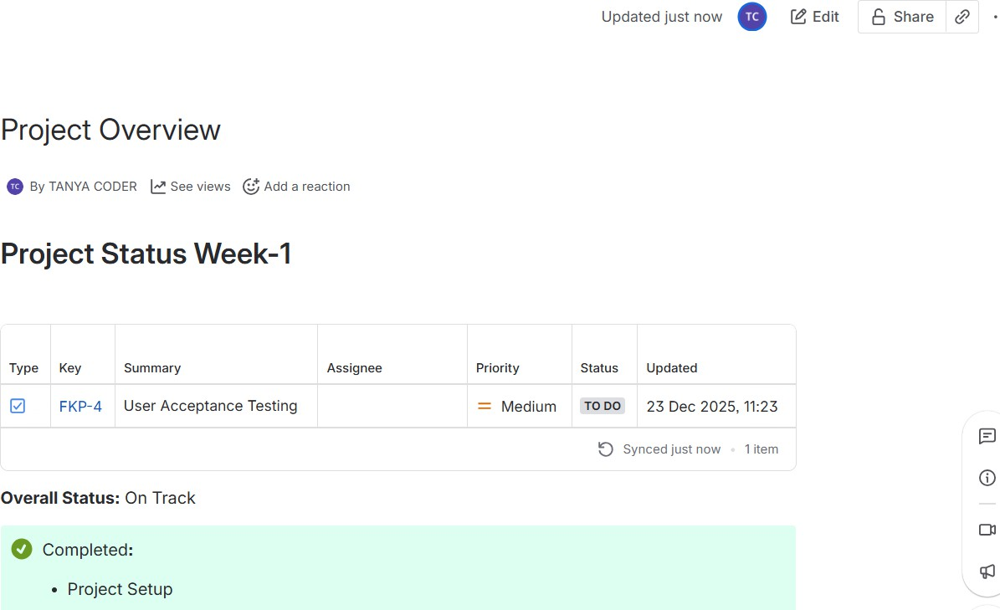 Updated just now TC Edit Share
Project Overview
TC By TANYA CODER See views Add a reaction
Project Status Week-1
Type Key Summary Assignee Priority Status Updated
FKP-4 User Acceptance Testing Medium TO DO 23 Dec 2025, 11:23
Synced just now • 1 item
Overall Status: On Track
Completed:
• Project Setup